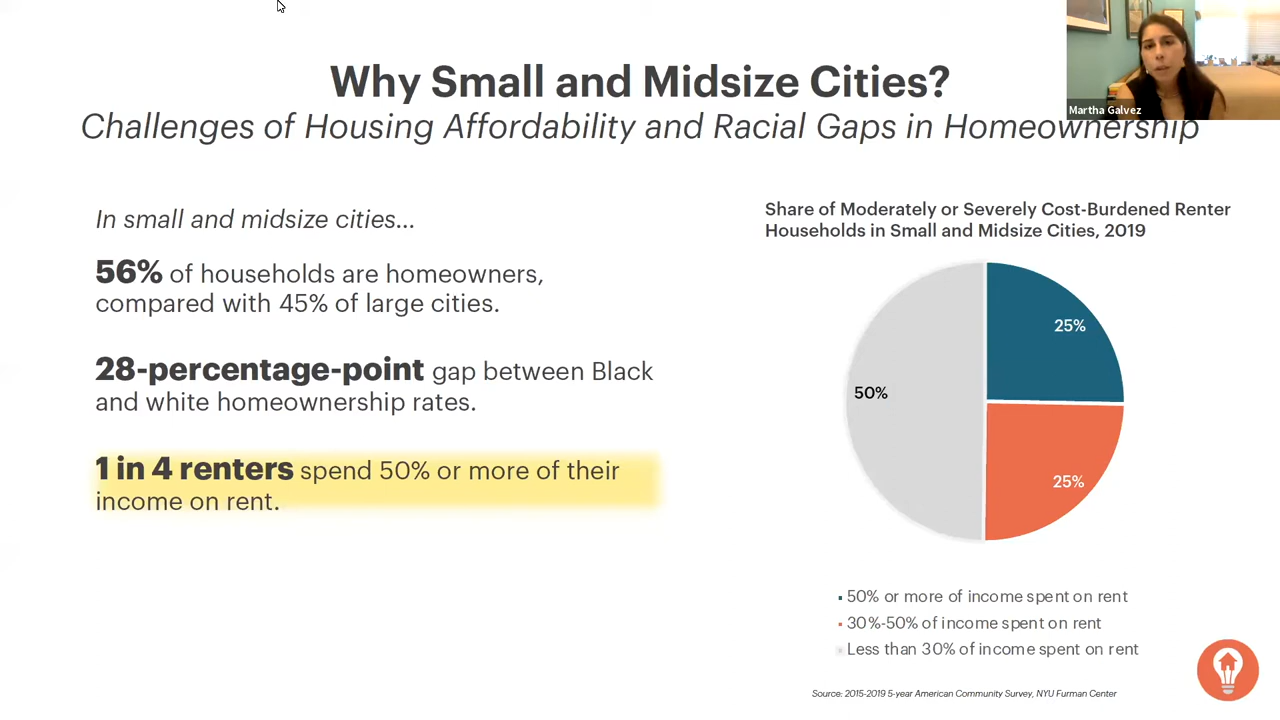 Why Small and Midsize Cities?
Challenges of Housing Affordability and Racial Gaps in Homeownership
Martha Galvez
In small and midsize cities...
56% of households are homeowners,
compared with 45% of large cities.
28-percentage-point gap between Black
and white homeownership rates.
1 in 4 renters spend 50% or more of their
income on rent.
Share of Moderately or Severely Cost-Burdened Renter
Households in Small and Midsize Cities, 2019
25%
50%
25%
50% or more of income spent on rent
30%-50% of income spent on rent
Less than 30% of income spent on rent
Source: 2015-2019 5-year American Community Survey, NYU Furman Center